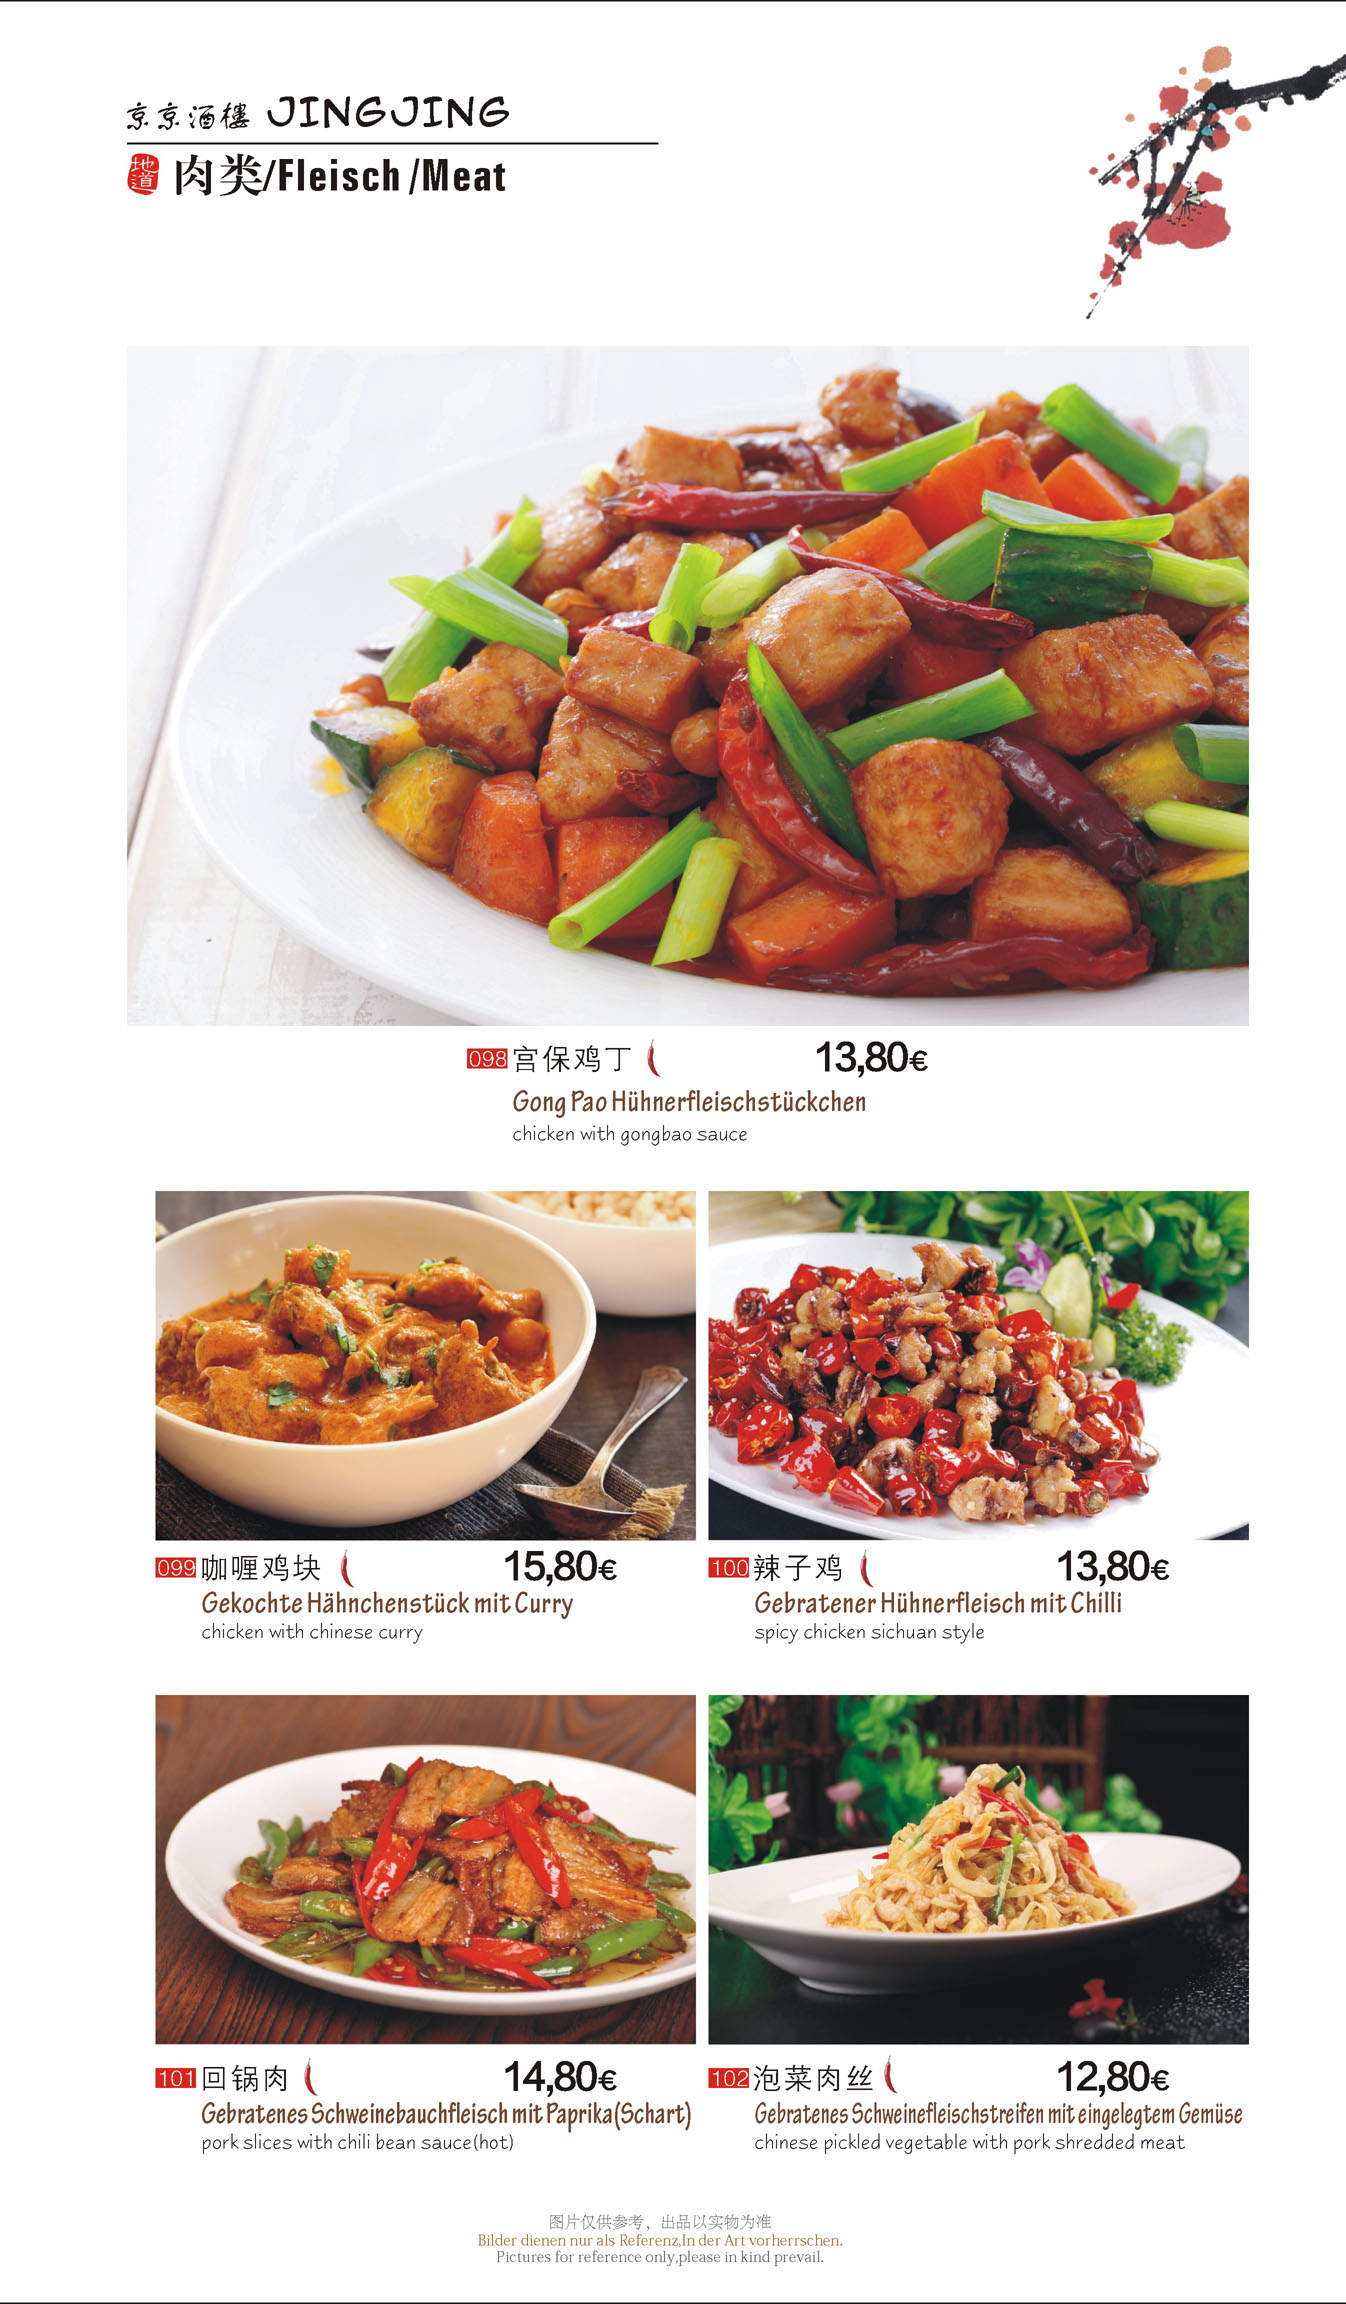 京京酒樓 JINGJING
地道 肉类/Fleisch /Meat
098 宫保鸡丁 13,80€
Gong Pao Hühnerfleischstückchen
chicken with gongbao sauce
099 咖喱鸡块 15,80€
Gekochte Hähnchenstück mit Curry
chicken with chinese curry
100 辣子鸡 13,80€
Gebratener Hühnerfleisch mit Chilli
spicy chicken sichuan style
101 回锅肉 14,80€
Gebratenes Schweinebauchfleisch mit Paprika(Schart)
pork slices with chili bean sauce(hot)
102 泡菜肉丝 12,80€
Gebratenes Schweinefleischstreifen mit eingelegtem Gemüse
chinese pickled vegetable with pork shredded meat
图片仅供参考，出品以实物为准
Bilder dienen nur als Referenz,In der Art vorherrschen.
Pictures for reference only,please in kind prevail.